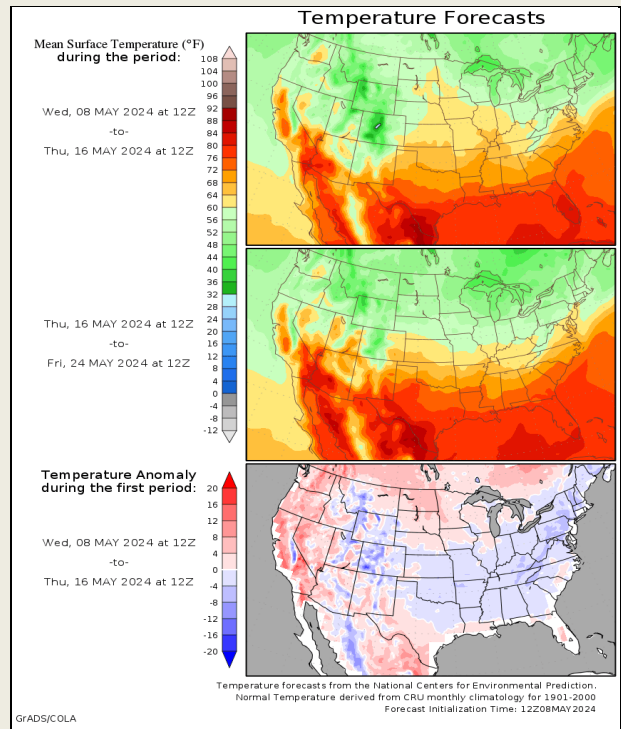 Temperature Forecasts
Mean Surface Temperature (°F)
during the period:
Wed, 08 MAY 2024 at 12Z
-to-
Thu, 16 MAY 2024 at 12Z
108
104
100
96
92
88
84
80
76
72
68
64
60
56
52
48
44
40
36
32
28
24
20
16
12
8
4
0
-4
-8
-12
Thu, 16 MAY 2024 at 12Z
-to-
Fri, 24 MAY 2024 at 12Z
Temperature Anomaly
during the first period:
Wed, 08 MAY 2024 at 12Z
-to-
Thu, 16 MAY 2024 at 12Z
20
16
12
8
4
0
-4
-8
-12
-16
-20
Temperature forecasts from the National Centers for Environmental Prediction.
Normal Temperature derived from CRU monthly climatology for 1901-2000
Forecast Initialization Time: 12Z08MAY2024
GrADS/COLA